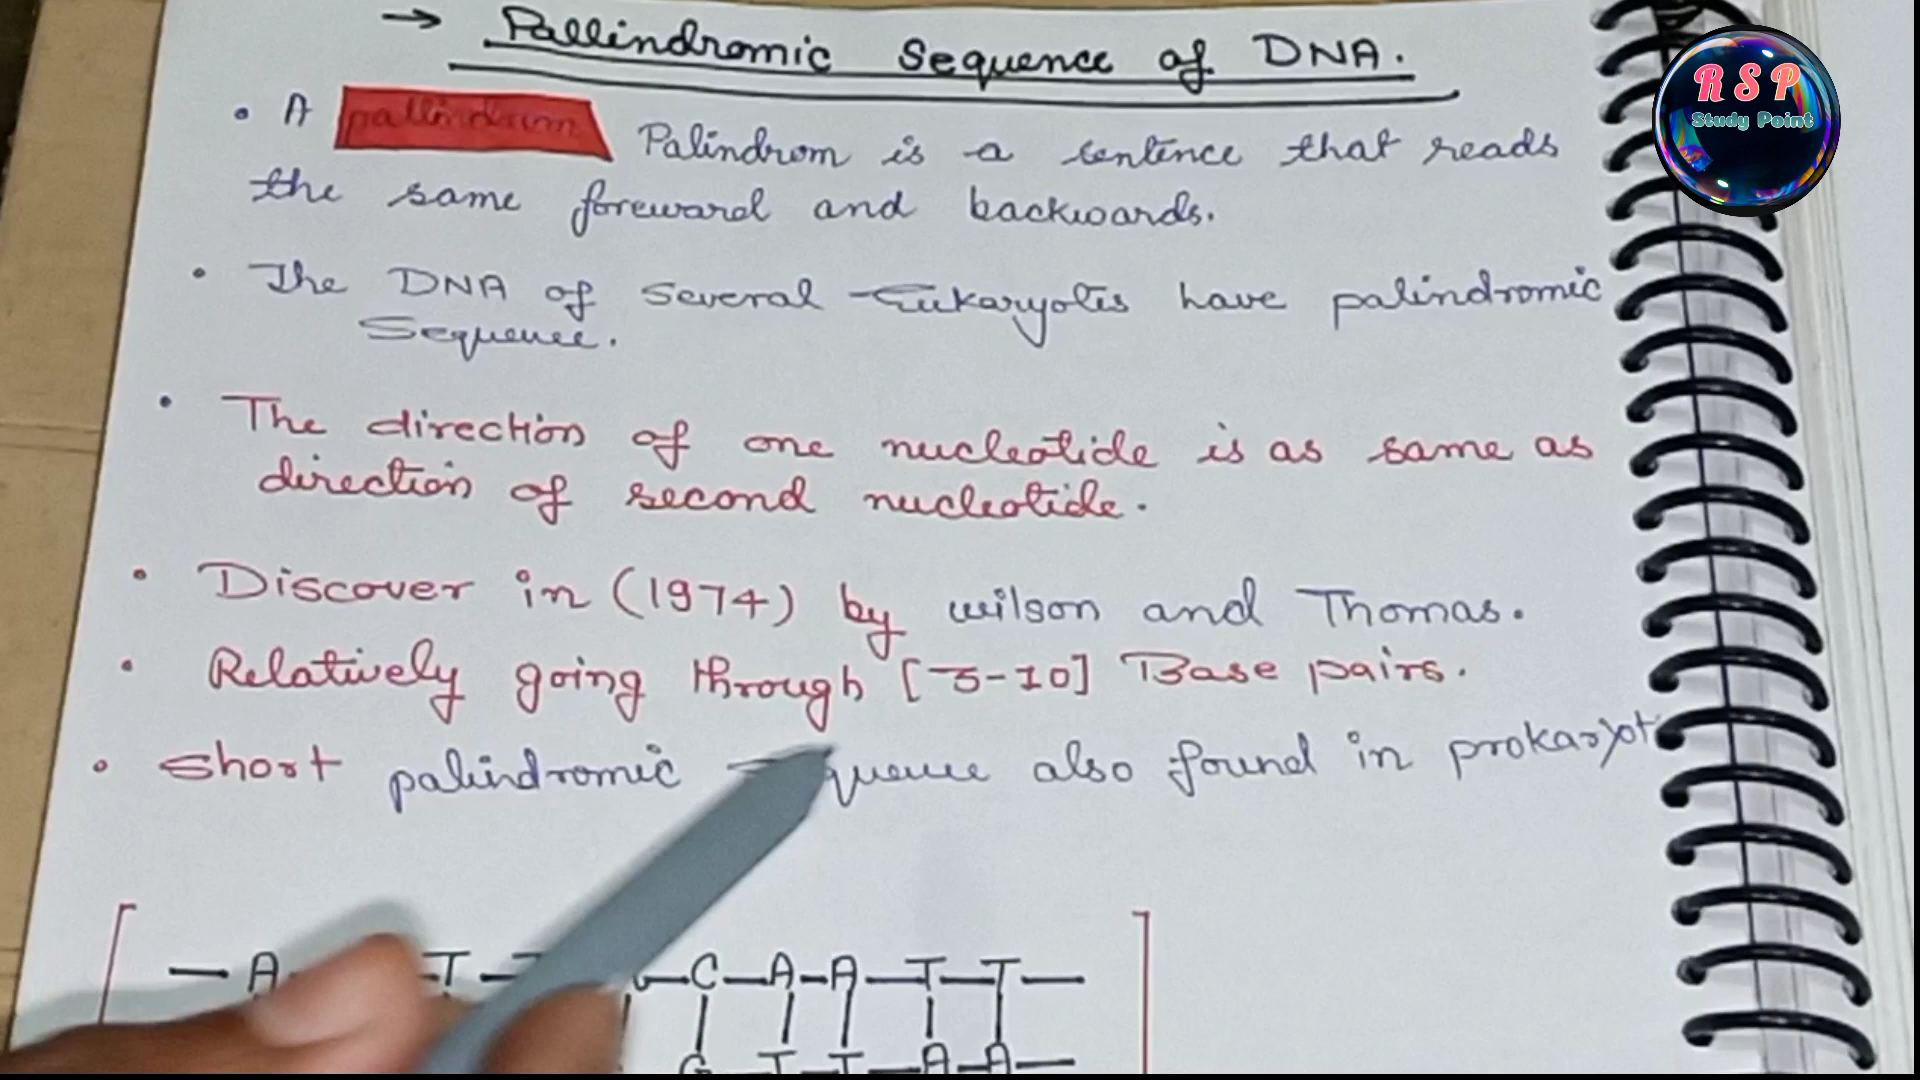 → Pallindromic Sequence of DNA.
• A pallindrom Palindrom is a sentence that reads
the same foreward and backwards.
• The DNA of several Eukaryotes have palindromic
Sequence.
• The direction of one nucleotide is as same as
direction of second nucleotide.
• Discover in (1974) by wilson and Thomas.
• Relatively going through [3-10] Base pairs.
• Short palindromic quence also found in prokaryot
— A — T — C — A — A — T — T —
G — T — T — A — A —
RSP
Study Point